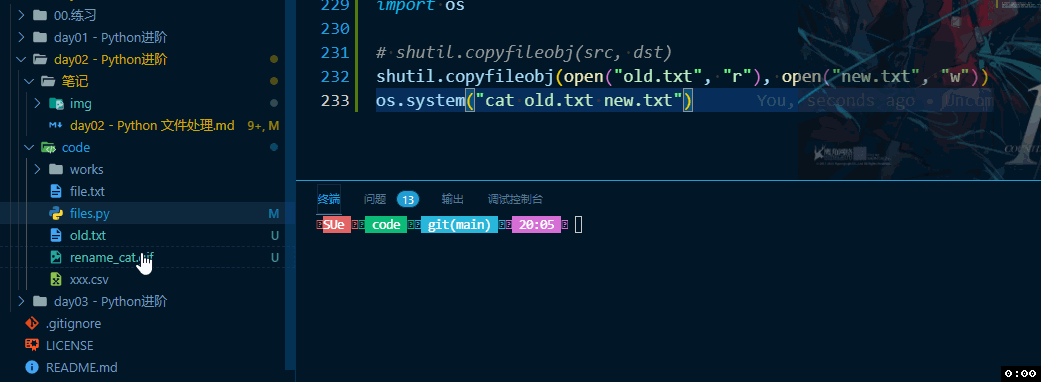 00.练习
day01 - Python进阶
day02 - Python进阶
笔记
img
day02 - Python 文件处理.md 9+, M
code
works
file.txt
files.py M
old.txt U
rename_cat.gif U
xxx.csv
day03 - Python进阶
.gitignore
LICENSE
README.md
229 import os
230
231 # shutil.copyfileobj(src, dst)
232 shutil.copyfileobj(open("old.txt", "r"), open("new.txt", "w"))
233 os.system("cat old.txt new.txt") You, seconds ago • Uncom
终端 问题 13 输出 调试控制台
SUe code git(main) 20:05
0:00